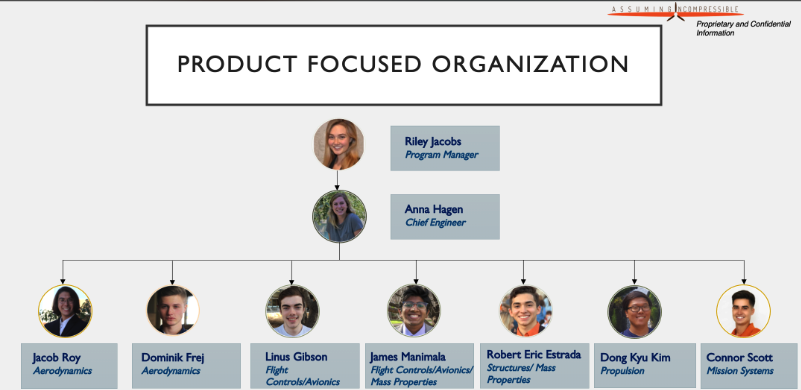 ASSUMING INCOMPRESSIBLE
Proprietary and Confidential
Information
PRODUCT FOCUSED ORGANIZATION
Riley Jacobs
Program Manager
Anna Hagen
Chief Engineer
Jacob Roy
Aerodynamics
Dominik Frej
Aerodynamics
Linus Gibson
Flight
Controls/Avionics
James Manimala
Flight Controls/Avionics/
Mass Properties
Robert Eric Estrada
Structures/ Mass
Properties
Dong Kyu Kim
Propulsion
Connor Scott
Mission Systems